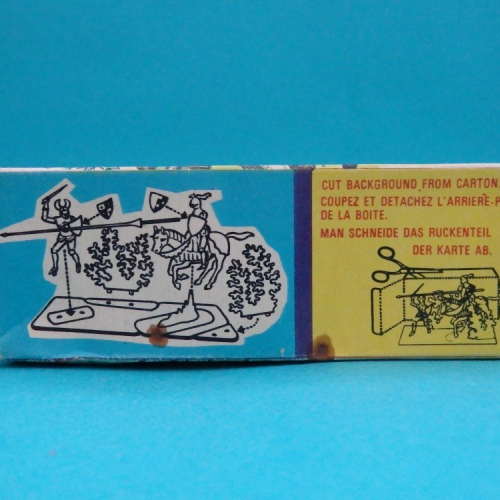 CUT BACKGROUND FROM CARTON.
COUPEZ ET DETACHEZ L'ARRIERE-P
DE LA BOITE.
MAN SCHNEIDE DAS RUCKENTEIL
DER KARTE AB.